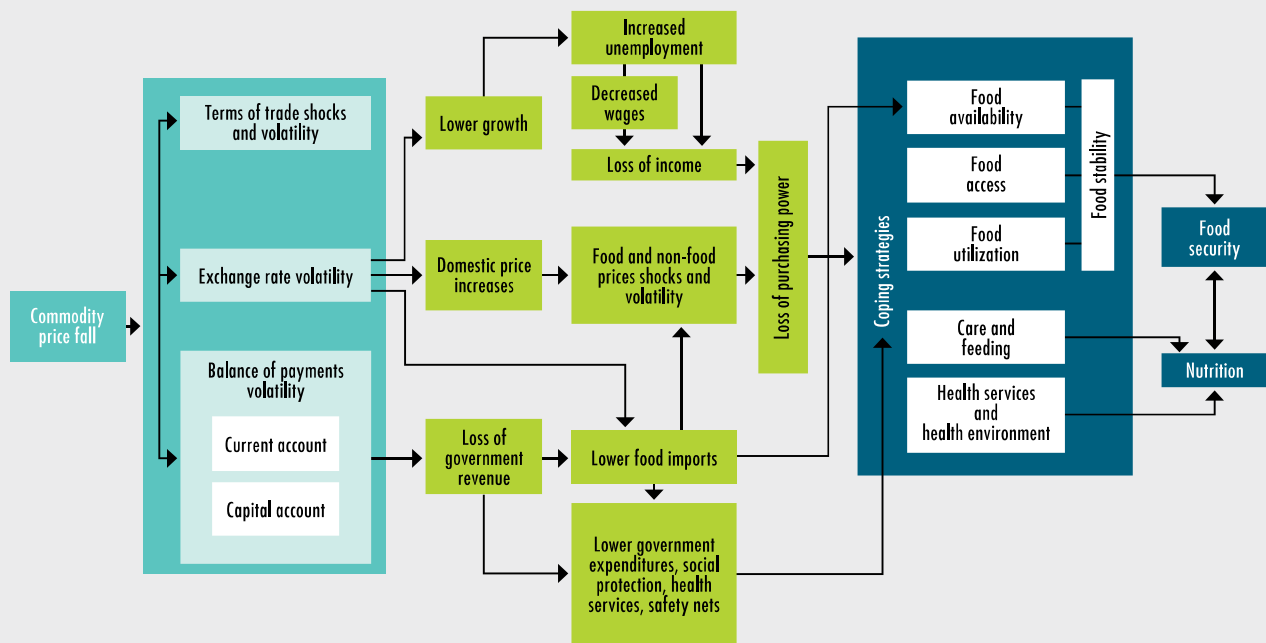 Commodity
price fall
Terms of trade shocks
and volatility
Exchange rate volatility
Balance of payments
volatility
Current account
Capital account
Lower growth
Domestic price
increases
Loss of
government
revenue
Increased
unemployment
Decreased
wages
Loss of income
Food and non-food
prices shocks and
volatility
Lower food imports
Lower government
expenditures, social
protection, health
services, safety nets
Loss of purchasing power
Coping strategies
Food
availability
Food
access
Food
utilization
Food stability
Care and
feeding
Health services
and
health environment
Food
security
Nutrition